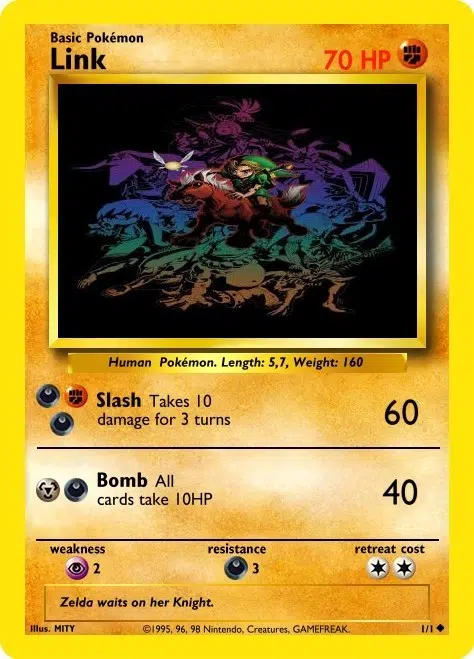 Basic Pokémon
Link
70 HP
Human Pokémon. Length: 5,7, Weight: 160
Slash Takes 10
damage for 3 turns
60
Bomb All
cards take 10HP
40
weakness resistance retreat cost
2 3
Zelda waits on her Knight.
Illus. MITY ©1995, 96, 98 Nintendo, Creatures, GAMEFREAK. 1/1